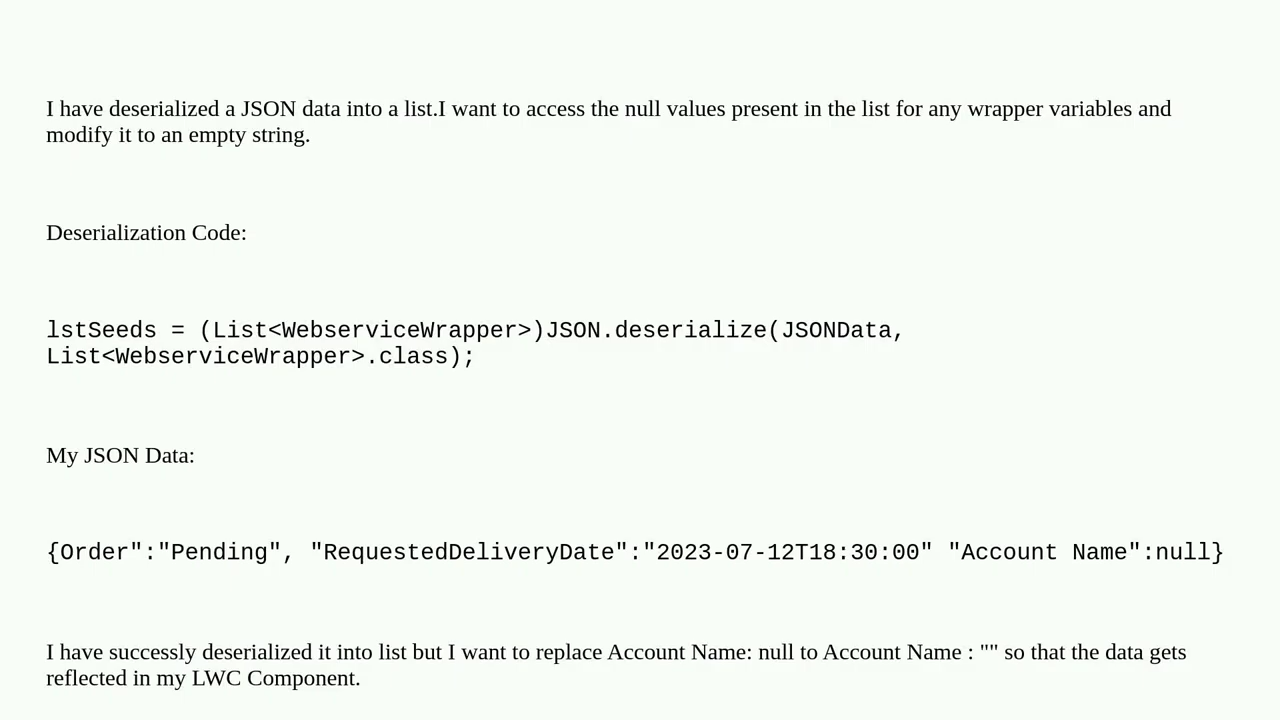 I have deserialized a JSON data into a list.I want to access the null values present in the list for any wrapper variables and
modify it to an empty string.
Deserialization Code:
lstSeeds = (List<WebserviceWrapper>)JSON.deserialize(JSONData,
List<WebserviceWrapper>.class);
My JSON Data:
{Order":"Pending", "RequestedDeliveryDate":"2023-07-12T18:30:00" "Account Name":null}
I have successly deserialized it into list but I want to replace Account Name: null to Account Name : "" so that the data gets
reflected in my LWC Component.